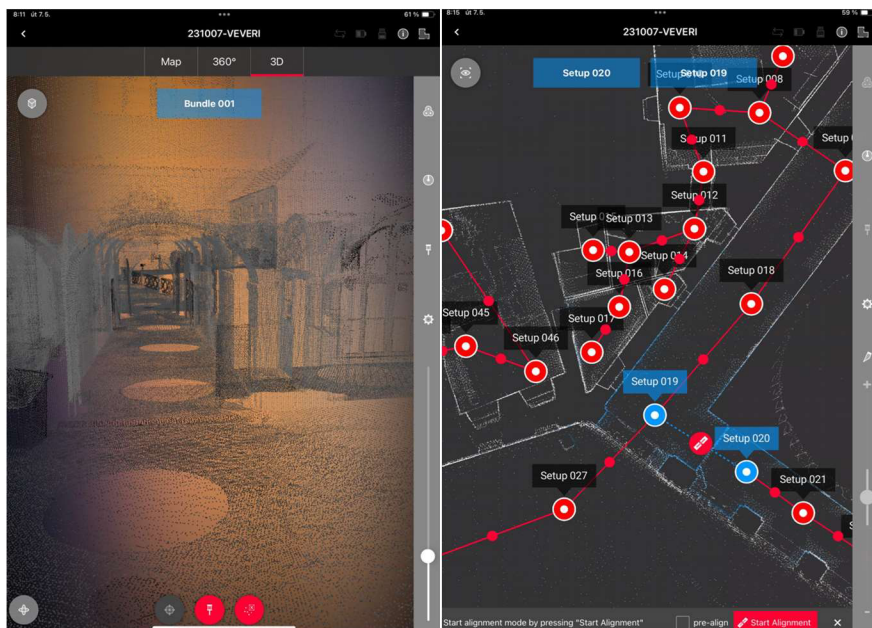 8:11 út 7. 5.
61 %
231007-VEVERI
Map
360°
3D
Bundle 001
8:15 út 7. 5.
59 %
231007-VEVERI
Setup 020
Setup 019
Setup 008
Setup 011
Setup 012
Setup 013
Setup 014
Setup 016
Setup 018
Setup 017
Setup 045
Setup 046
Setup 019
Setup 020
Setup 027
Setup 021
Start alignment mode by pressing "Start Alignment"
pre-align
Start Alignment